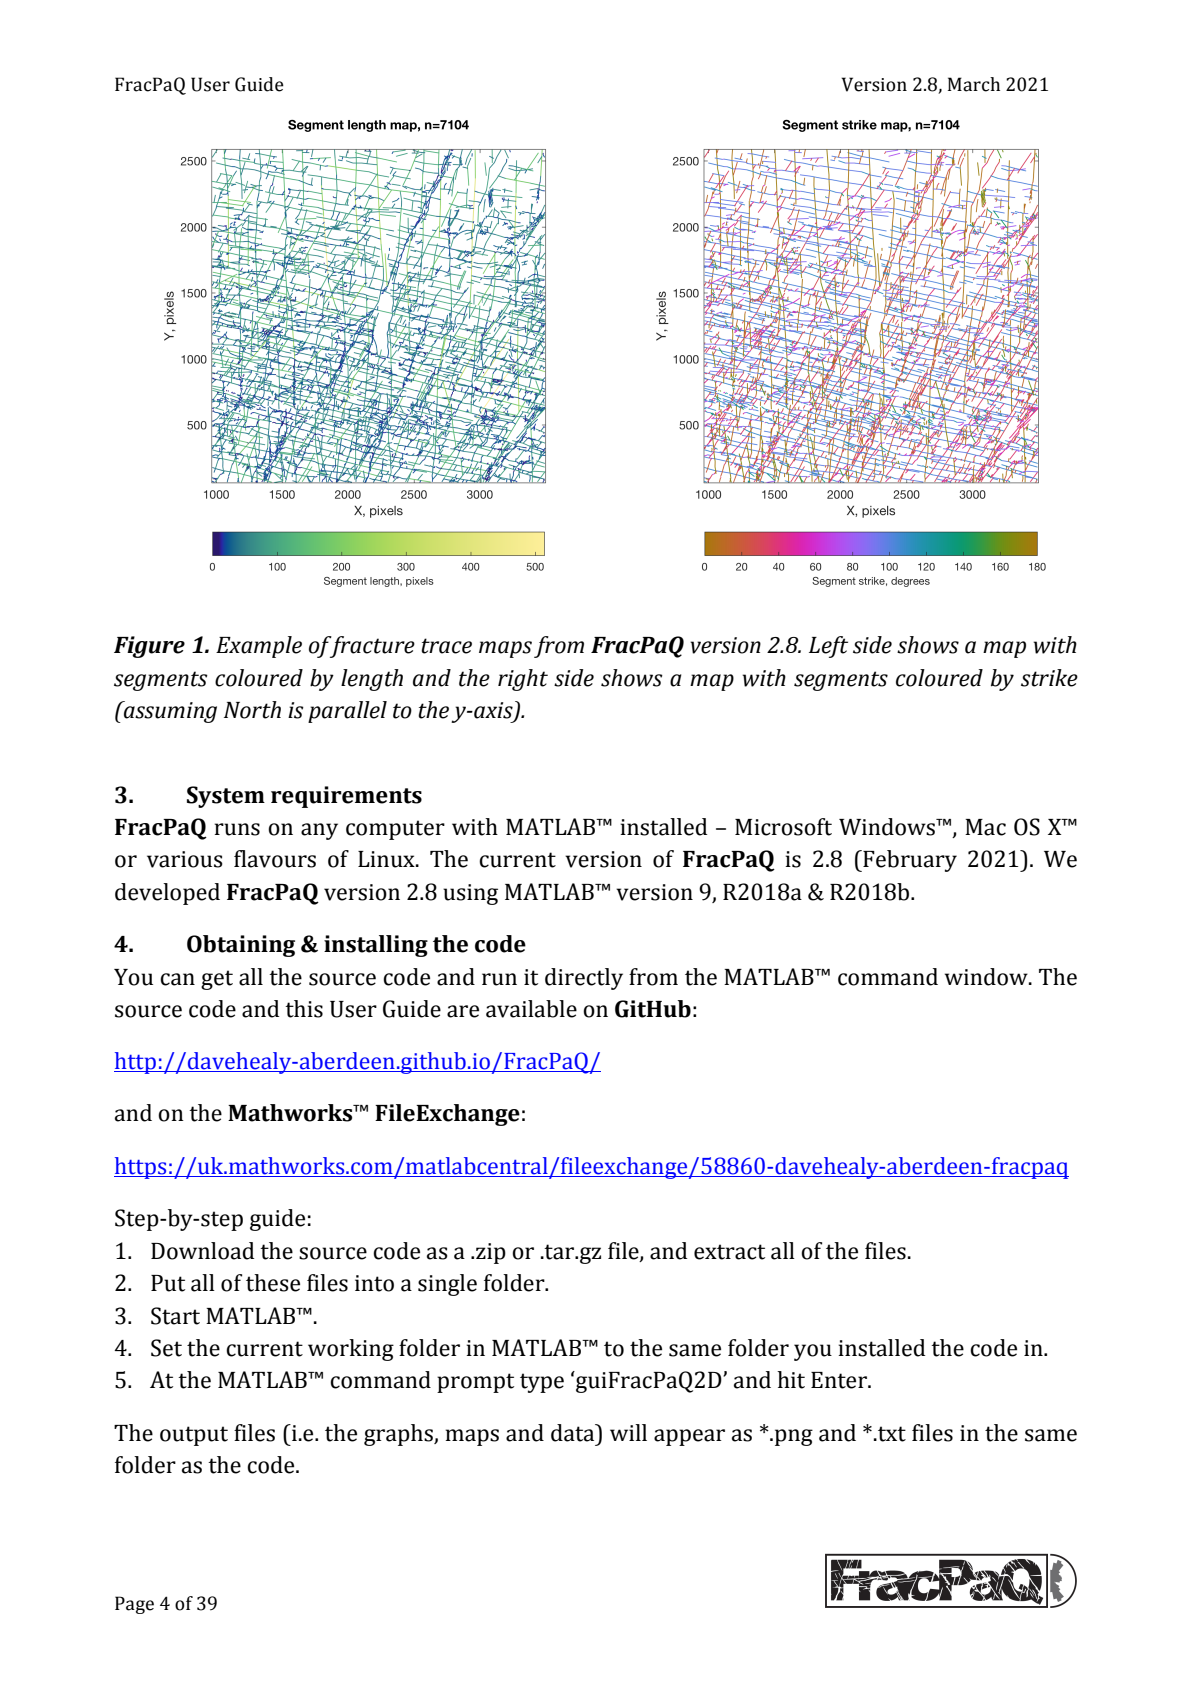 FracPaQ User Guide Version 2.8, March 2021
Segment length map, n=7104
2500
2000
1500
1000
500
Y, pixels
1000 1500 2000 2500 3000
X, pixels
0 100 200 300 400 500
Segment length, pixels
Segment strike map, n=7104
2500
2000
1500
1000
500
Y, pixels
1000 1500 2000 2500 3000
X, pixels
0 20 40 60 80 100 120 140 160 180
Segment strike, degrees
Figure 1. Example of fracture trace maps from FracPaQ version 2.8. Left side shows a map with
segments coloured by length and the right side shows a map with segments coloured by strike
(assuming North is parallel to the y-axis).
3. System requirements
FracPaQ runs on any computer with MATLAB™ installed – Microsoft Windows™, Mac OS X™
or various flavours of Linux. The current version of FracPaQ is 2.8 (February 2021). We
developed FracPaQ version 2.8 using MATLAB™ version 9, R2018a & R2018b.
4. Obtaining & installing the code
You can get all the source code and run it directly from the MATLAB™ command window. The
source code and this User Guide are available on GitHub:
http://davehealy-aberdeen.github.io/FracPaQ/
and on the Mathworks™ FileExchange:
https://uk.mathworks.com/matlabcentral/fileexchange/58860-davehealy-aberdeen-fracpaq
Step-by-step guide:
1. Download the source code as a .zip or .tar.gz file, and extract all of the files.
2. Put all of these files into a single folder.
3. Start MATLAB™.
4. Set the current working folder in MATLAB™ to the same folder you installed the code in.
5. At the MATLAB™ command prompt type ‘guiFracPaQ2D’ and hit Enter.
The output files (i.e. the graphs, maps and data) will appear as *.png and *.txt files in the same
folder as the code.
Page 4 of 39
FracPaQ